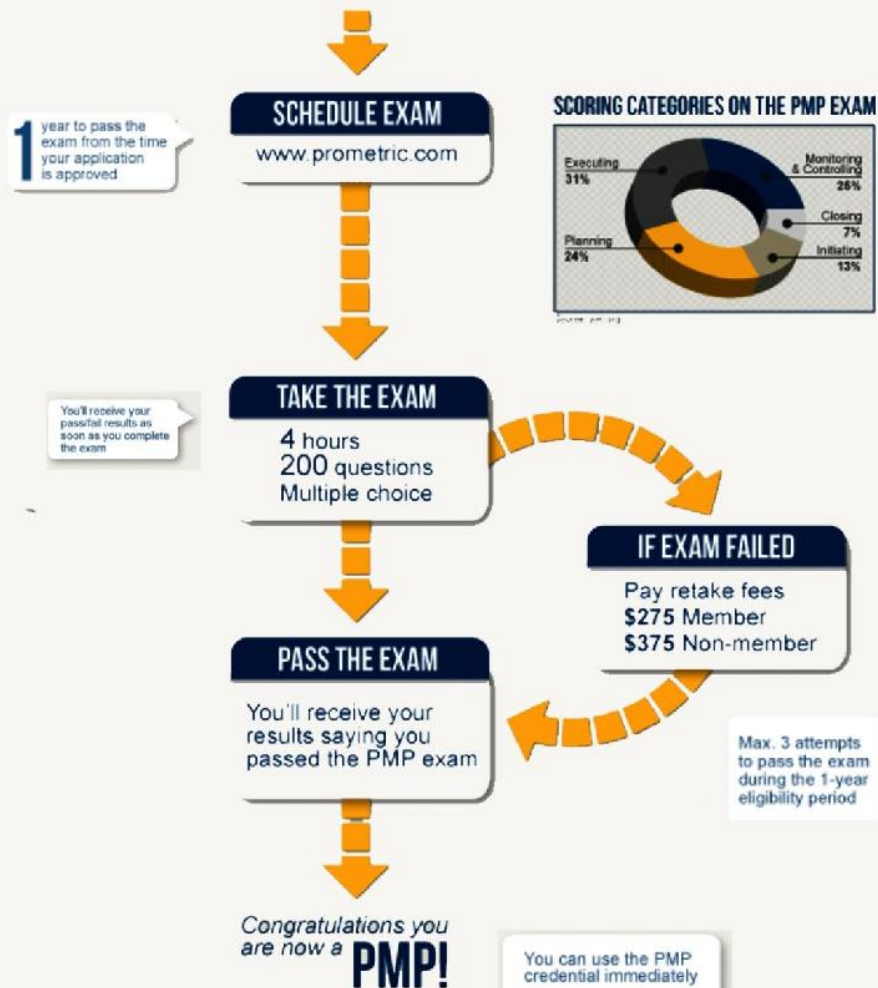 SCHEDULE EXAM
www.prometric.com
1 year to pass the
exam from the time
your application
is approved
SCORING CATEGORIES ON THE PMP EXAM
Executing
31%
Monitoring
& Controlling
25%
Closing
7%
Planning
24%
Initiating
13%
TAKE THE EXAM
4 hours
200 questions
Multiple choice
You'll receive your
pass/fail results as
soon as you complete
the exam
IF EXAM FAILED
Pay retake fees
$275 Member
$375 Non-member
PASS THE EXAM
You'll receive your
results saying you
passed the PMP exam
Max. 3 attempts
to pass the exam
during the 1-year
eligibility period
Congratulations you
are now a PMP!
You can use the PMP
credential immediately